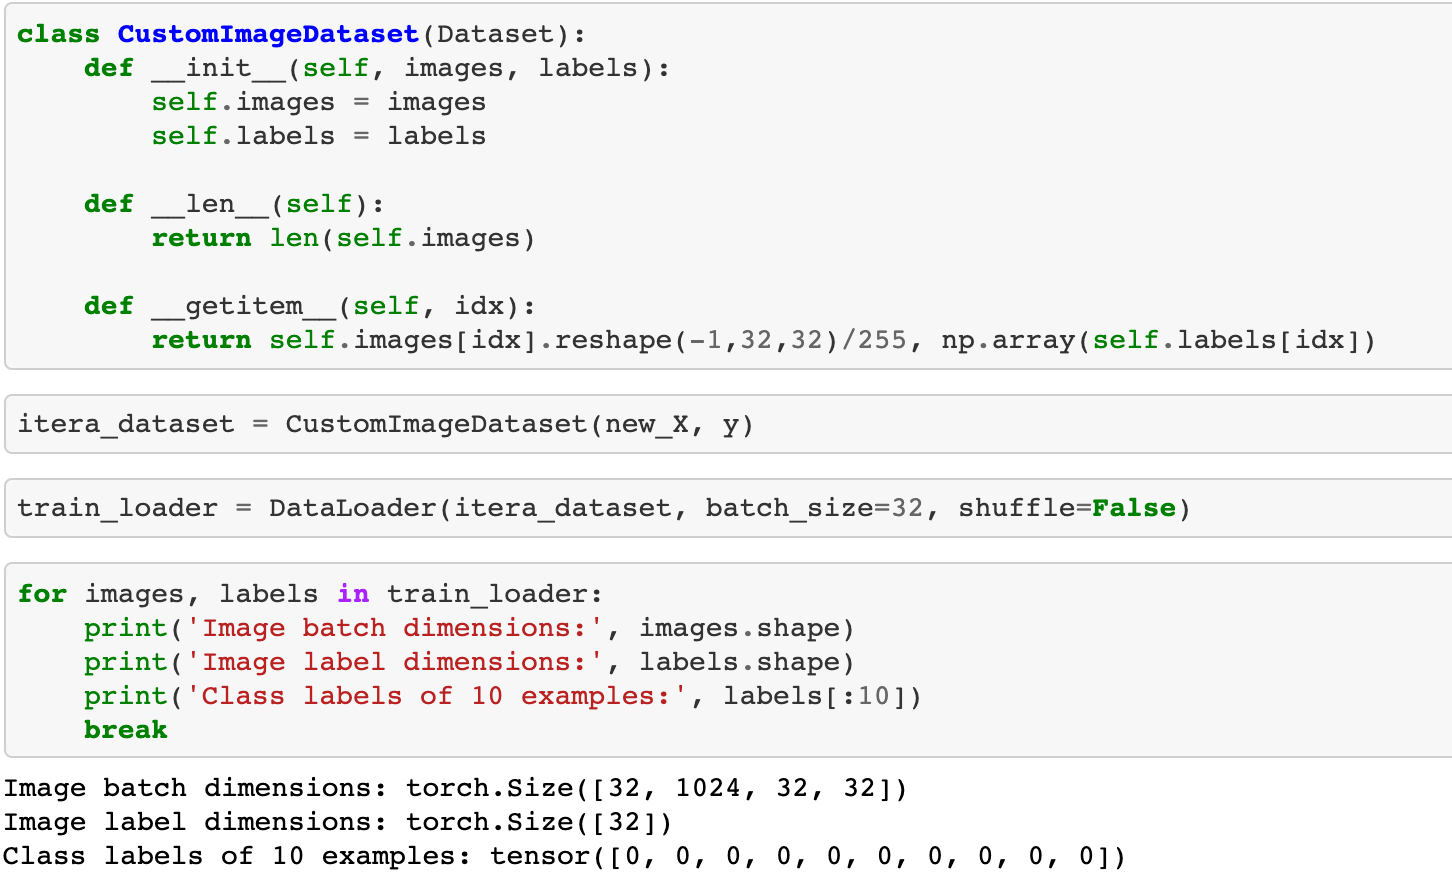 class CustomImageDataset(Dataset):
    def __init__(self, images, labels):
        self.images = images
        self.labels = labels
    def __len__(self):
        return len(self.images)
    def __getitem__(self, idx):
        return self.images[idx].reshape(-1,32,32)/255, np.array(self.labels[idx])
itera_dataset = CustomImageDataset(new_X, y)
train_loader = DataLoader(itera_dataset, batch_size=32, shuffle=False)
for images, labels in train_loader:
    print('Image batch dimensions:', images.shape)
    print('Image label dimensions:', labels.shape)
    print('Class labels of 10 examples:', labels[:10])
    break
Image batch dimensions: torch.Size([32, 1024, 32, 32])
Image label dimensions: torch.Size([32])
Class labels of 10 examples: tensor([0, 0, 0, 0, 0, 0, 0, 0, 0, 0])